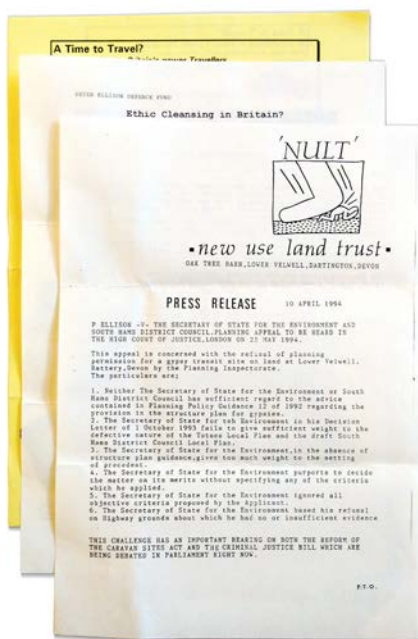 A Time to Travel?
PETER ELLISON DEFENCE FUND
Ethic Cleansing in Britain?
'NULT'
▪ new use land trust ▪
OAK TREE BARN, LOWER VELWELL, DARTINGTON, DEVON
PRESS RELEASE 10 APRIL 1994
P ELLISON -V- THE SECRETARY OF STATE FOR THE ENVIRONMENT AND
SOUTH HAMS DISTRICT COUNCIL. PLANNING APPEAL TO BE HEARD IN
THE HIGH COURT OF JUSTICE, LONDON ON MAY 1994
This appeal is concerned with the refusal of planning
permission for a gypsy transit site on land at Lower Velwell,
Rattery, Devon by the Planning Inspectorate.
The particulars are;
1. Neither The Secretary of State for the Environment or South
Hams District Council has sufficient regard to the advice
contained in Planning Policy Guidance 12 of 1992 regarding the
provision in the structure plan for gypsies.
2. The Secretary of State for teh Environment in his Decision
Letter of 1 October 1993 fails to give sufficient weight to the
defective nature of the Totnes Local Plan and the draft South
Hams District Council Local Plan.
3. The Secretary of State for the Environment, in the absence of
structure plan guidance, gives too much weight to the setting
of precedent.
4. The Secretary of State for the Environment purports to decide
the matter on its merits without specifying any of the criteria
which he applied.
5. The Secretary of State for the Environment ignored all
objective criteria proposed by the Applicant.
6. The Secretary of State for the Environment based his refusal
on Highway grounds about which he had no or insufficient evidence
THIS CHALLENGE HAS AN IMPORTANT BEARING ON BOTH THE REFORM OF
THE CARAVAN SITES ACT AND THE CRIMINAL JUSTICE BILL WHICH ARE
BEING DEBATED IN PARLIAMENT RIGHT NOW.
P.T.O.